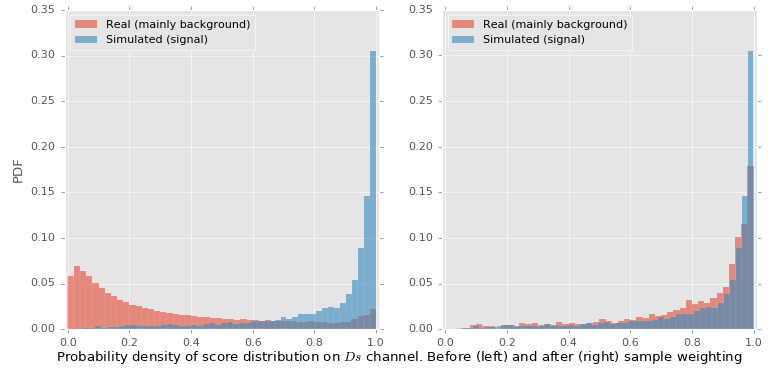 0.35
0.30
0.25
0.20
0.15
0.10
0.05
0.00
PDF
Real (mainly background)
Simulated (signal)
0.0 0.2 0.4 0.6 0.8 1.0
0.35
0.30
0.25
0.20
0.15
0.10
0.05
0.00
Real (mainly background)
Simulated (signal)
0.0 0.2 0.4 0.6 0.8 1.0
Probability density of score distribution on Ds channel. Before (left) and after (right) sample weighting